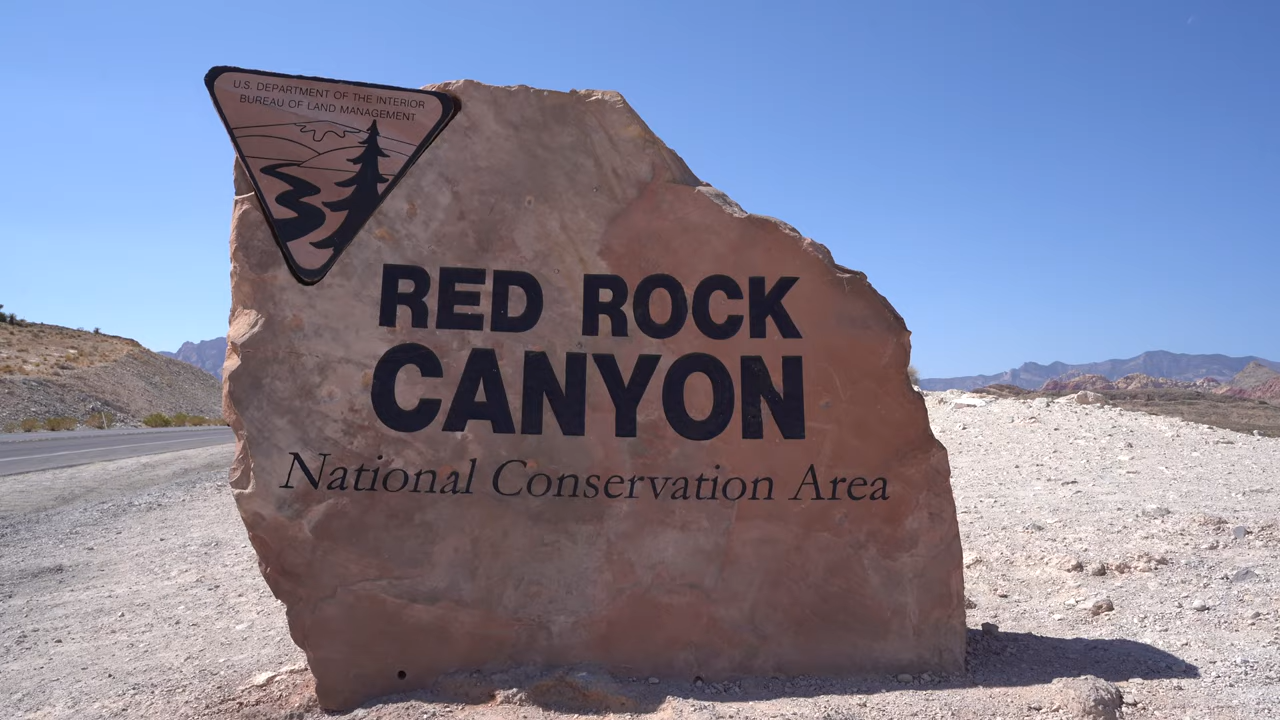 U.S. DEPARTMENT OF THE INTERIOR
BUREAU OF LAND MANAGEMENT
RED ROCK
CANYON
National Conservation Area